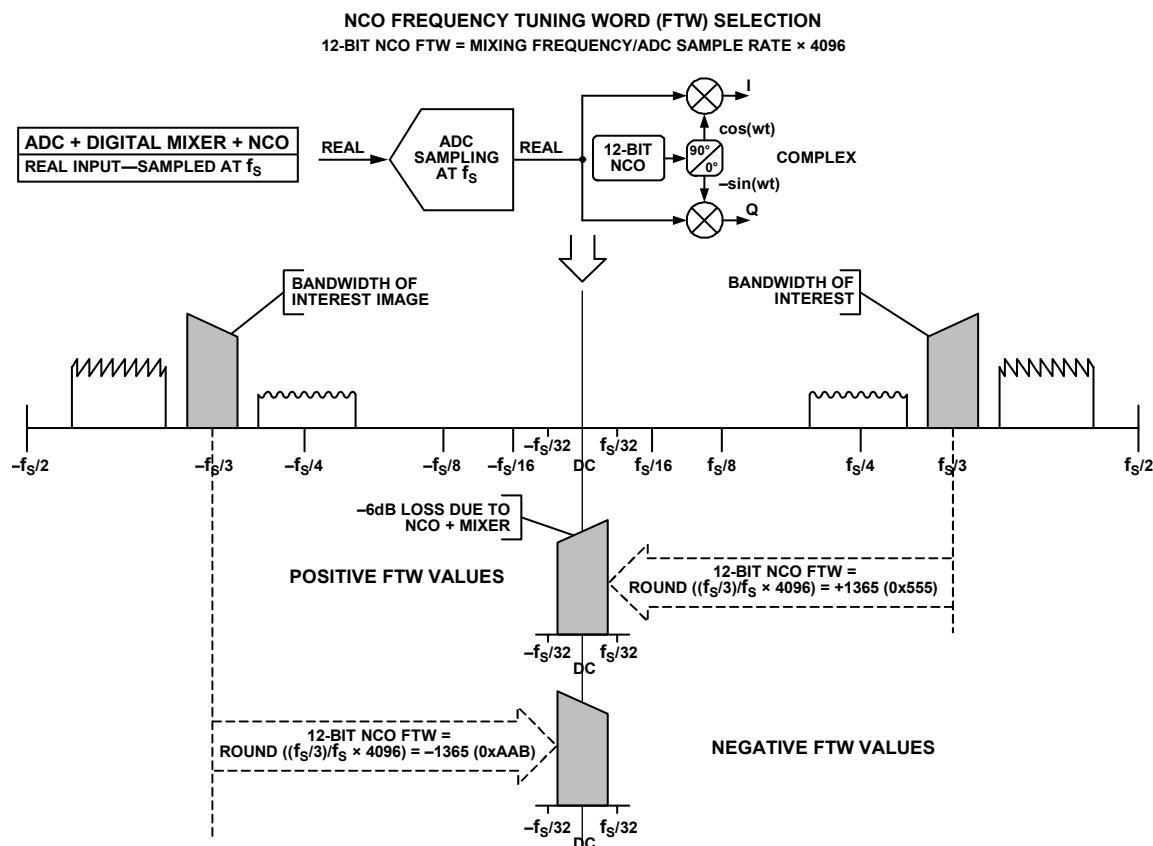 NCO FREQUENCY TUNING WORD (FTW) SELECTION
12-BIT NCO FTW = MIXING FREQUENCY/ADC SAMPLE RATE × 4096
ADC + DIGITAL MIXER + NCO
REAL INPUT—SAMPLED AT fS
REAL
ADC
SAMPLING
AT fS
REAL
12-BIT
NCO
90°
0°
cos(wt)
–sin(wt)
I
Q
COMPLEX
BANDWIDTH OF
INTEREST IMAGE
BANDWIDTH OF
INTEREST
–fS/2
–fS/3
–fS/4
–fS/8
–fS/16
–fS/32
DC
fS/32
fS/16
fS/8
fS/4
fS/3
fS/2
–6dB LOSS DUE TO
NCO + MIXER
POSITIVE FTW VALUES
12-BIT NCO FTW =
ROUND ((fS/3)/fS × 4096) = +1365 (0x555)
–fS/32
DC
fS/32
12-BIT NCO FTW =
ROUND ((fS/3)/fS × 4096) = –1365 (0xAAB)
NEGATIVE FTW VALUES
–fS/32
DC
fS/32